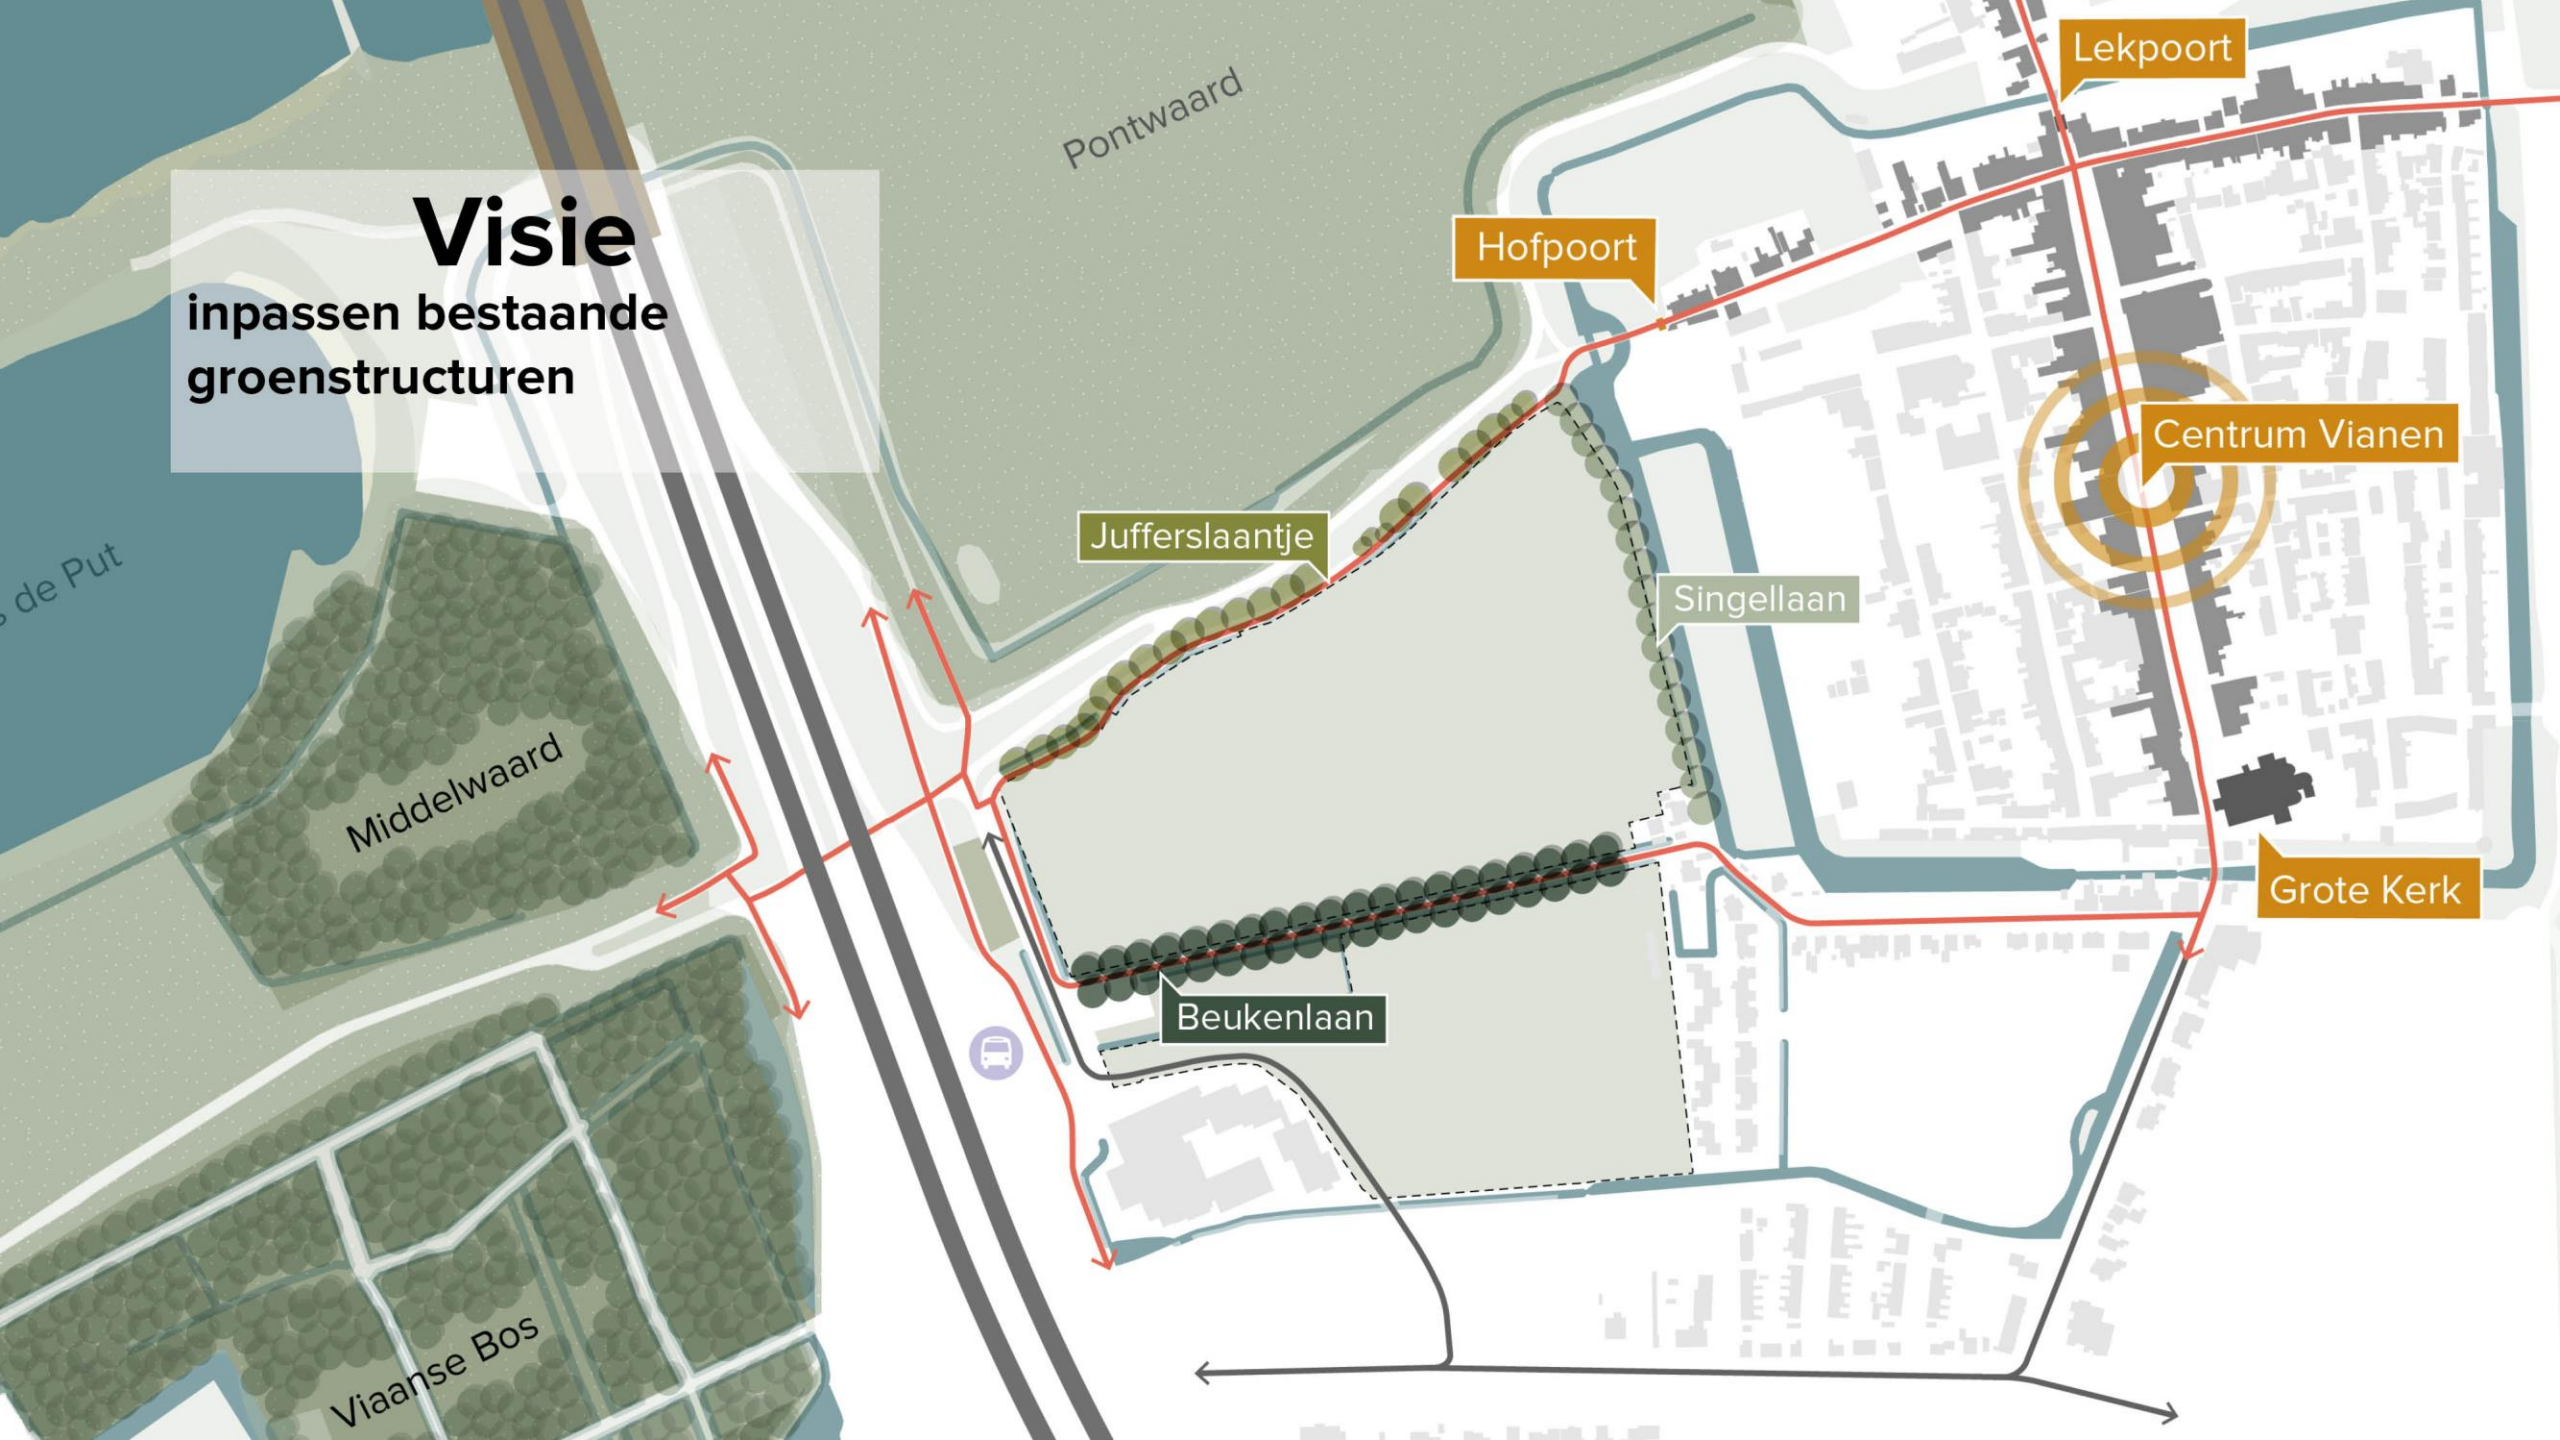 Lekpoort
Pontwaard
Visie
Hofpoort
inpassen bestaande
groenstructuren
Centrum Vianen
Jufferslaantje
de Put
Singellaan
Middelwaard
Grote Kerk
Beukenlaan
Viaanse Bos